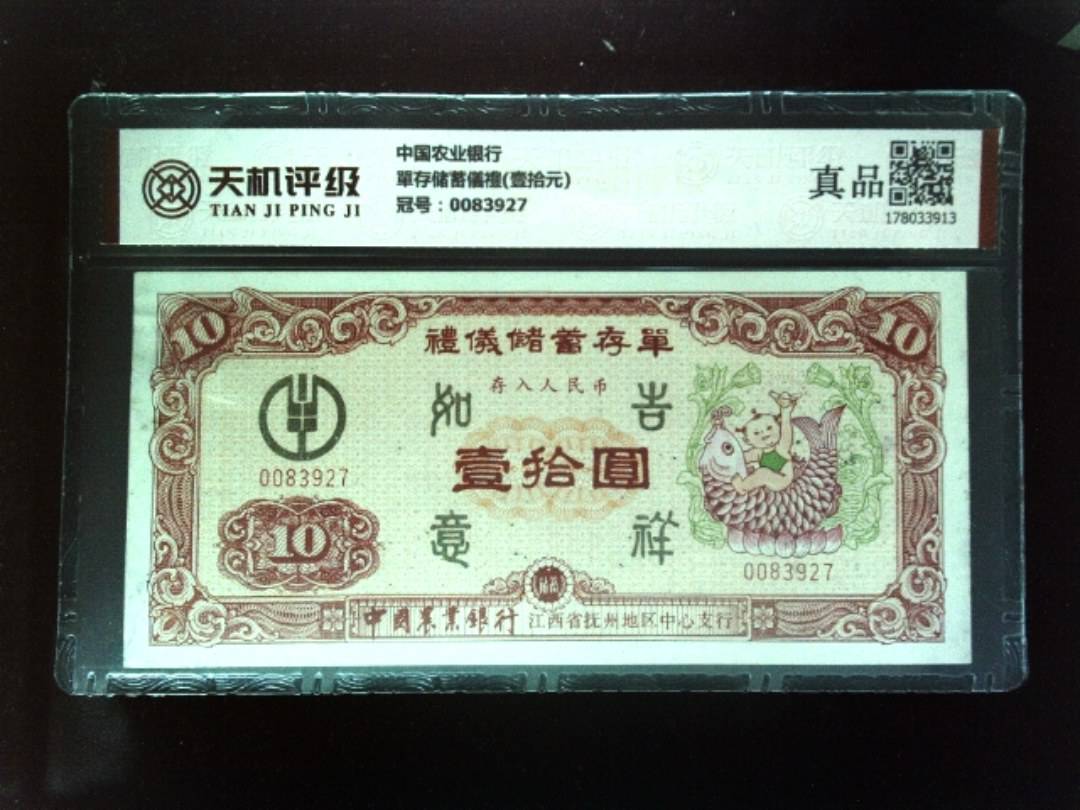 天机评级
TIAN JI PING JI
中国农业银行
單存储蓄儀禮(壹拾元)
冠号：0083927
真品
178033913
10
10
禮儀儲蓄存單
存入人民币
如
吉
壹拾圓
0083927
10
意
祥
0083927
中國農業銀行 江西省抚州地区中心支行